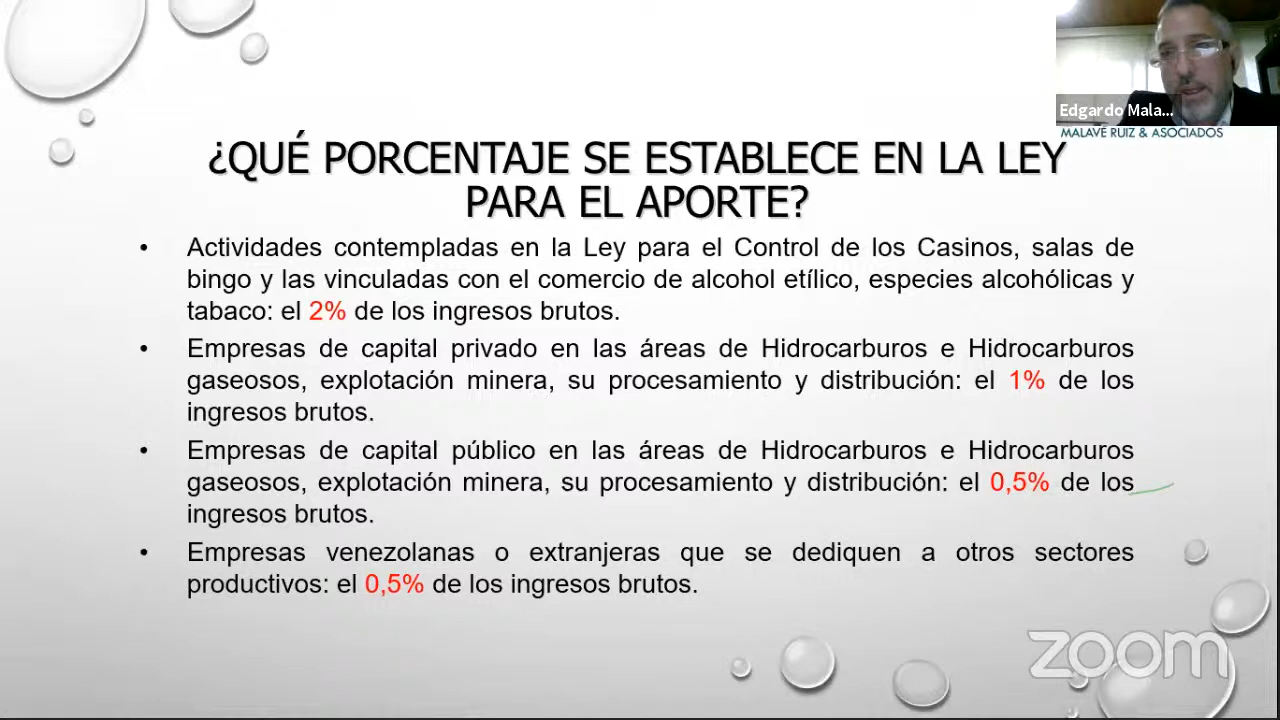 Edgardo Mala...
MALAVÉ RUIZ & ASOCIADOS
¿QUÉ PORCENTAJE SE ESTABLECE EN LA LEY
PARA EL APORTE?
• Actividades contempladas en la Ley para el Control de los Casinos, salas de
bingo y las vinculadas con el comercio de alcohol etílico, especies alcohólicas y
tabaco: el 2% de los ingresos brutos.
• Empresas de capital privado en las áreas de Hidrocarburos e Hidrocarburos
gaseosos, explotación minera, su procesamiento y distribución: el 1% de los
ingresos brutos.
• Empresas de capital público en las áreas de Hidrocarburos e Hidrocarburos
gaseosos, explotación minera, su procesamiento y distribución: el 0,5% de los
ingresos brutos.
• Empresas venezolanas o extranjeras que se dediquen a otros sectores
productivos: el 0,5% de los ingresos brutos.
zoom